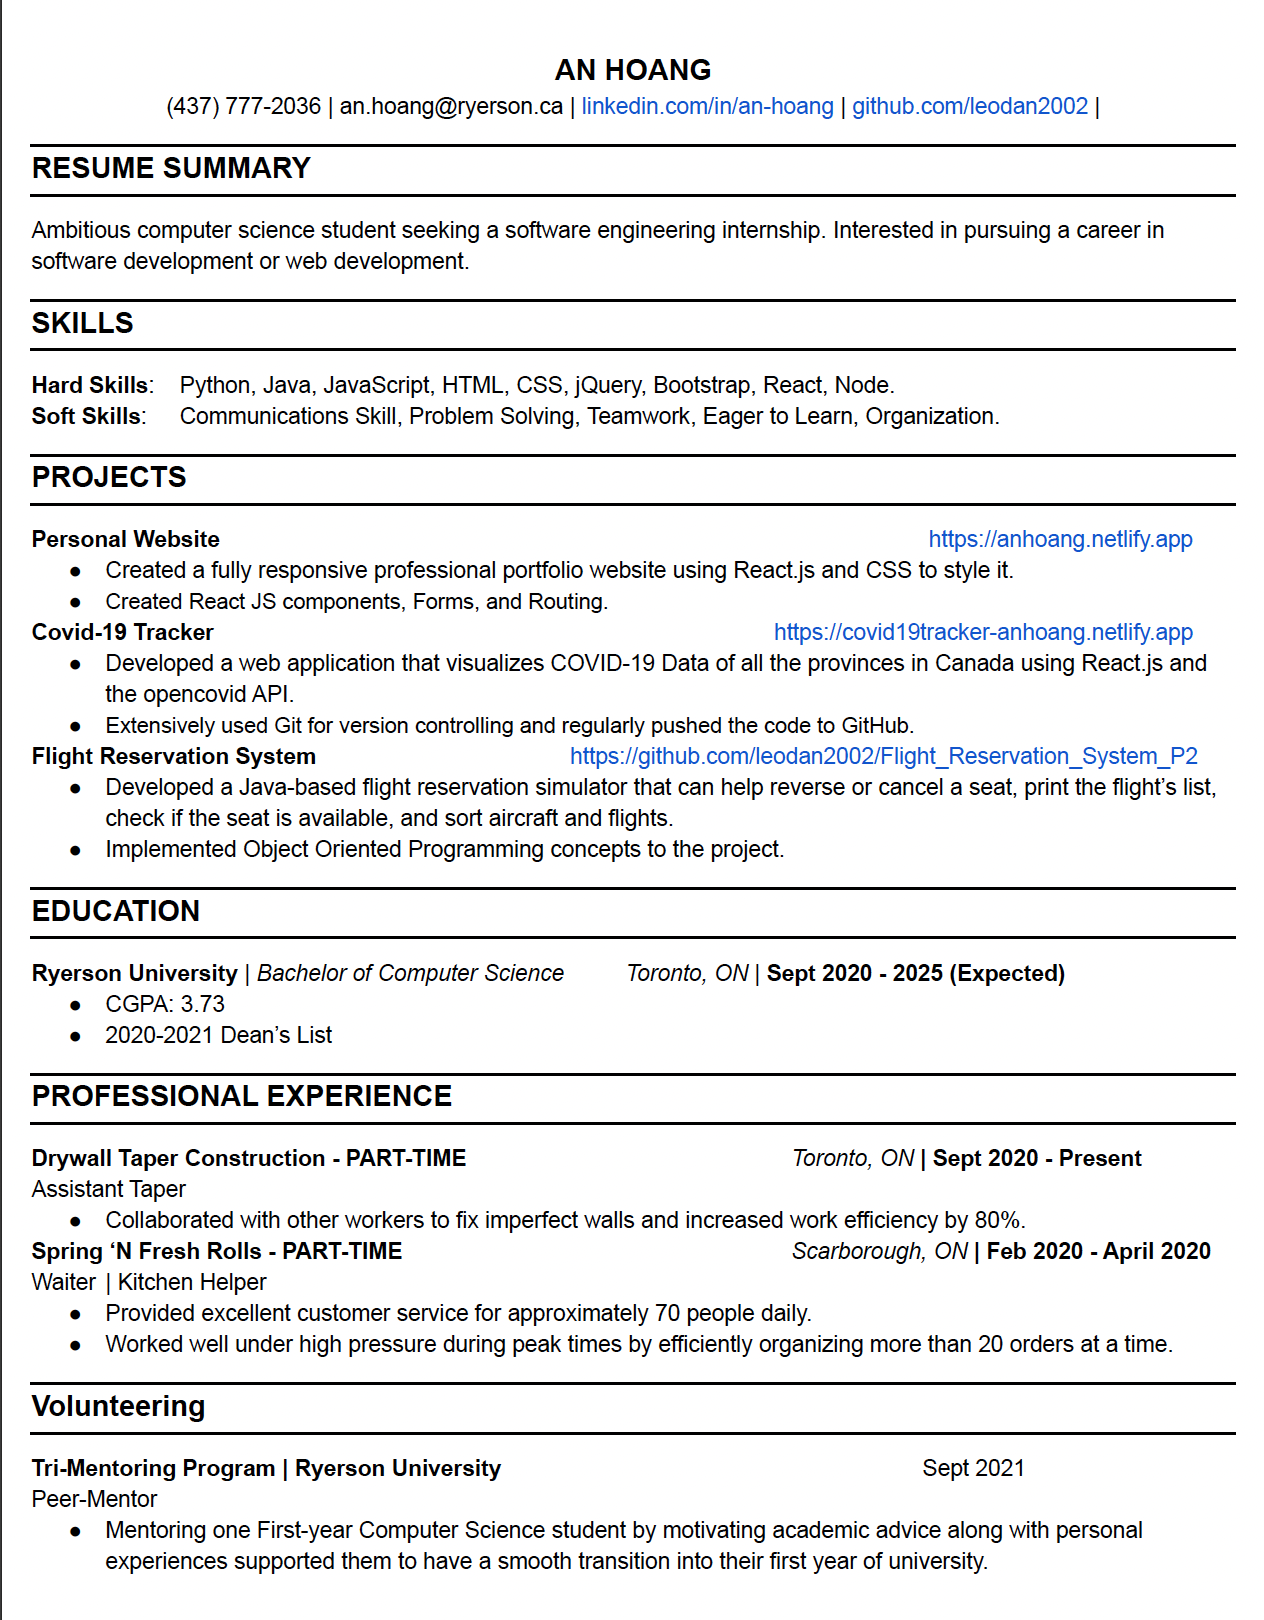 AN HOANG
(437) 777-2036 | an.hoang@ryerson.ca | linkedin.com/in/an-hoang | github.com/leodan2002 |
RESUME SUMMARY
Ambitious computer science student seeking a software engineering internship. Interested in pursuing a career in
software development or web development.
SKILLS
Hard Skills: Python, Java, JavaScript, HTML, CSS, jQuery, Bootstrap, React, Node.
Soft Skills: Communications Skill, Problem Solving, Teamwork, Eager to Learn, Organization.
PROJECTS
Personal Website https://anhoang.netlify.app
● Created a fully responsive professional portfolio website using React.js and CSS to style it.
● Created React JS components, Forms, and Routing.
Covid-19 Tracker https://covid19tracker-anhoang.netlify.app
● Developed a web application that visualizes COVID-19 Data of all the provinces in Canada using React.js and
the opencovid API.
● Extensively used Git for version controlling and regularly pushed the code to GitHub.
Flight Reservation System https://github.com/leodan2002/Flight_Reservation_System_P2
● Developed a Java-based flight reservation simulator that can help reverse or cancel a seat, print the flight’s list,
check if the seat is available, and sort aircraft and flights.
● Implemented Object Oriented Programming concepts to the project.
EDUCATION
Ryerson University | Bachelor of Computer Science Toronto, ON | Sept 2020 - 2025 (Expected)
● CGPA: 3.73
● 2020-2021 Dean’s List
PROFESSIONAL EXPERIENCE
Drywall Taper Construction - PART-TIME Toronto, ON | Sept 2020 - Present
Assistant Taper
● Collaborated with other workers to fix imperfect walls and increased work efficiency by 80%.
Spring ‘N Fresh Rolls - PART-TIME Scarborough, ON | Feb 2020 - April 2020
Waiter | Kitchen Helper
● Provided excellent customer service for approximately 70 people daily.
● Worked well under high pressure during peak times by efficiently organizing more than 20 orders at a time.
Volunteering
Tri-Mentoring Program | Ryerson University Sept 2021
Peer-Mentor
● Mentoring one First-year Computer Science student by motivating academic advice along with personal
experiences supported them to have a smooth transition into their first year of university.